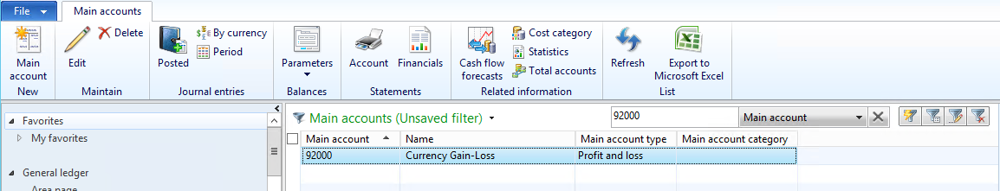 File Main accounts
Main account
New
Edit
Delete
Maintain
Posted
By currency
Period
Journal entries
Parameters
Balances
Account
Financials
Statements
Cash flow forecasts
Cost category
Statistics
Total accounts
Related information
Refresh
Export to Microsoft Excel
List
Favorites
My favorites
General ledger
Area page
Main accounts (Unsaved filter)
92000 Main account
Main account Name Main account type Main account category
92000 Currency Gain-Loss Profit and loss